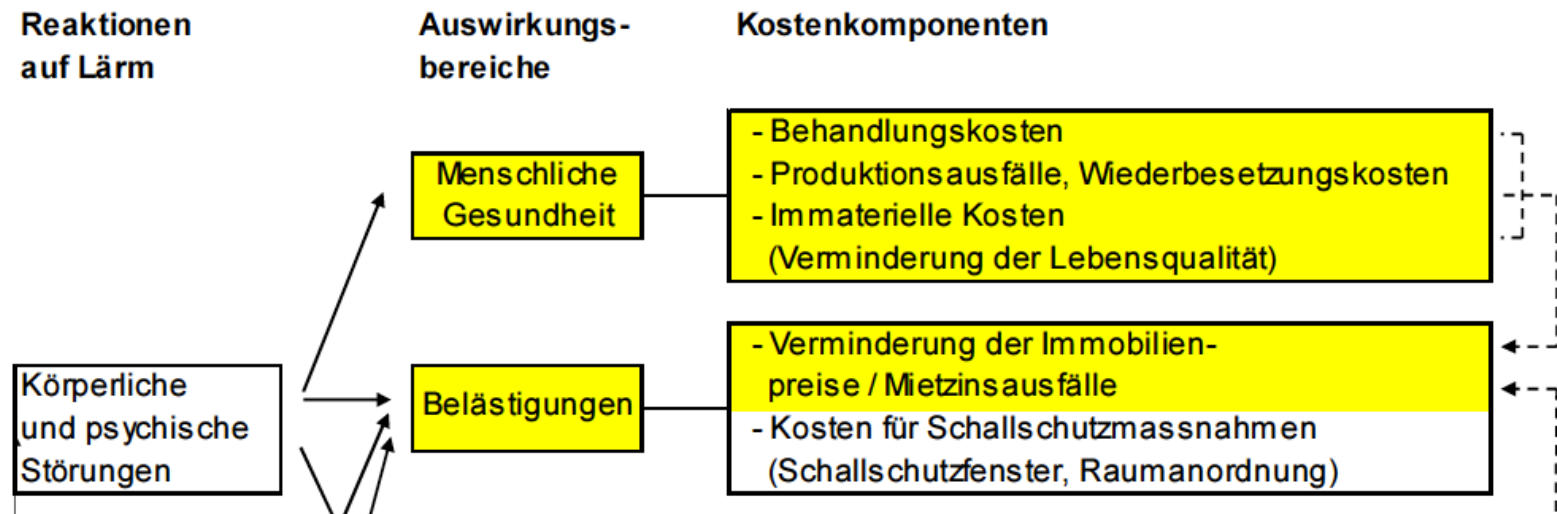 Reaktionen
auf Lärm
Auswirkungs-
bereiche
Kostenkomponenten
Menschliche
Gesundheit
- Behandlungskosten
- Produktionsausfälle, Wiederbesetzungskosten
- Immaterielle Kosten
(Verminderung der Lebensqualität)
Körperliche
und psychische
Störungen
Belästigungen
- Verminderung der Immobilien-
preise / Mietzinsausfälle
- Kosten für Schallschutzmassnahmen
(Schallschutzfenster, Raumanordnung)